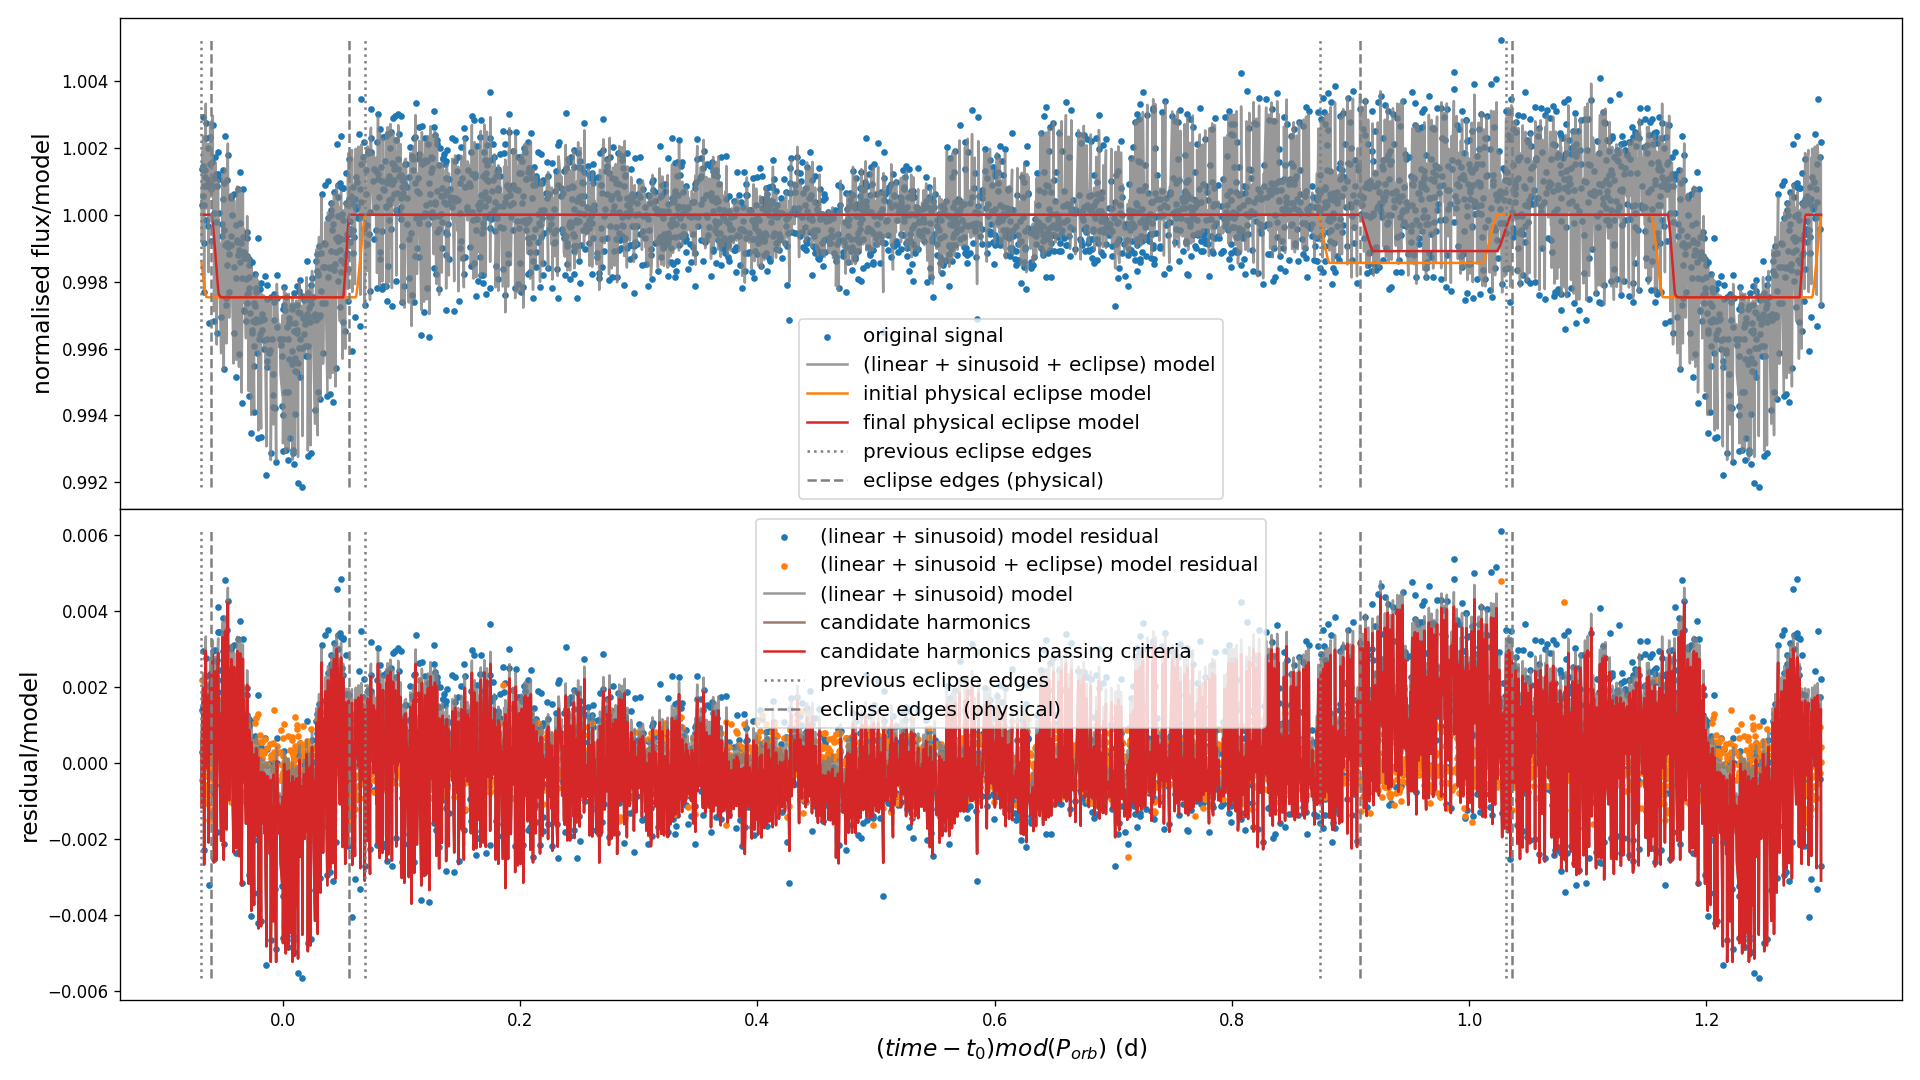 normalised flux/model
1.004
1.002
1.000
0.998
0.996
0.994
0.992
original signal
(linear + sinusoid + eclipse) model
initial physical eclipse model
final physical eclipse model
previous eclipse edges
eclipse edges (physical)
residual/model
0.006
0.004
0.002
0.000
−0.002
−0.004
−0.006
(linear + sinusoid) model residual
(linear + sinusoid + eclipse) model residual
(linear + sinusoid) model
candidate harmonics
candidate harmonics passing criteria
previous eclipse edges
eclipse edges (physical)
0.0 0.2 0.4 0.6 0.8 1.0 1.2
(time − t₀)mod(Pₒᵣb) (d)